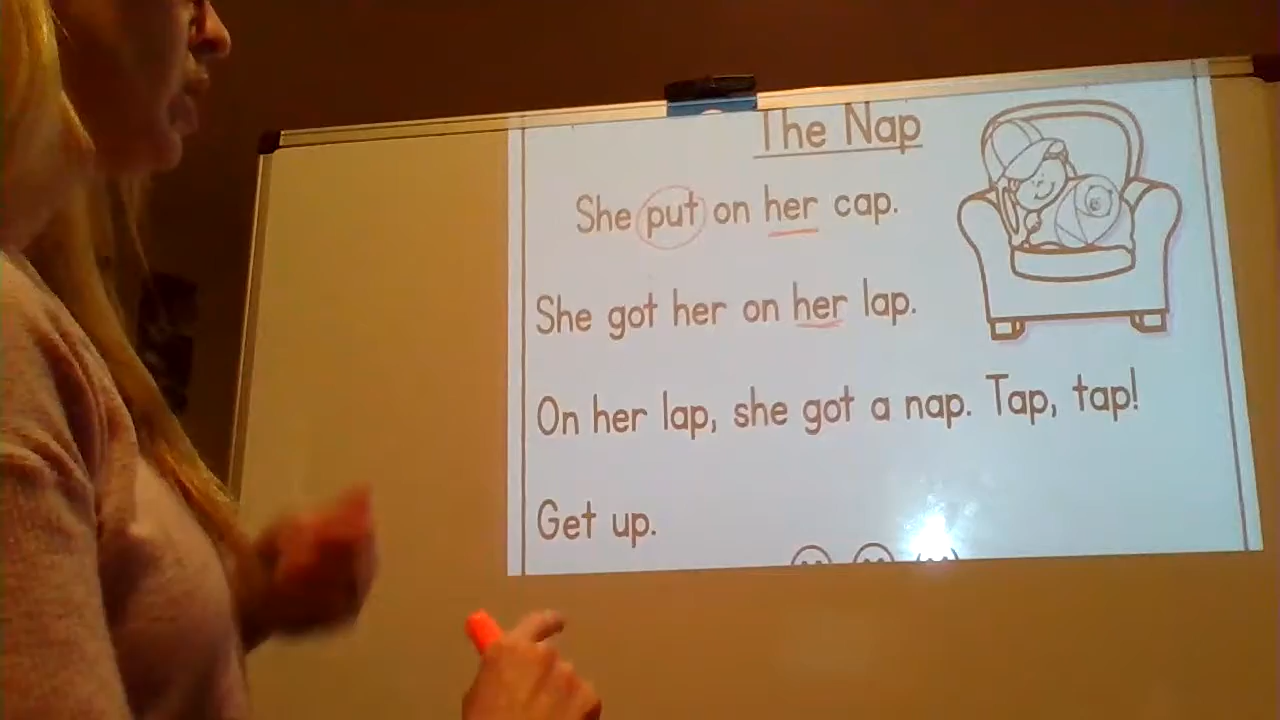 The Nap
She put on her cap.
She got her on her lap.
On her lap, she got a nap. Tap, tap!
Get up.